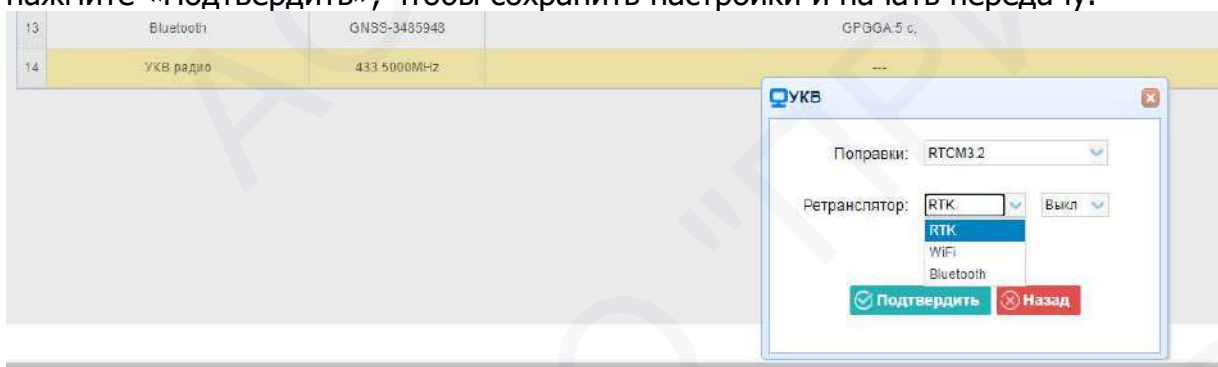 нажмите «Подтвердить», чтобы сохранить настройки и начать передачу.
13 Bluetooth GNSS-3485948 GPGGA:5 с,
14 УКВ радио 433.5000MHz ---
УКВ
Поправки: RTCM3.2
Ретранслятор: RTK Выкл
RTK
WiFi
Bluetooth
Подтвердить Назад